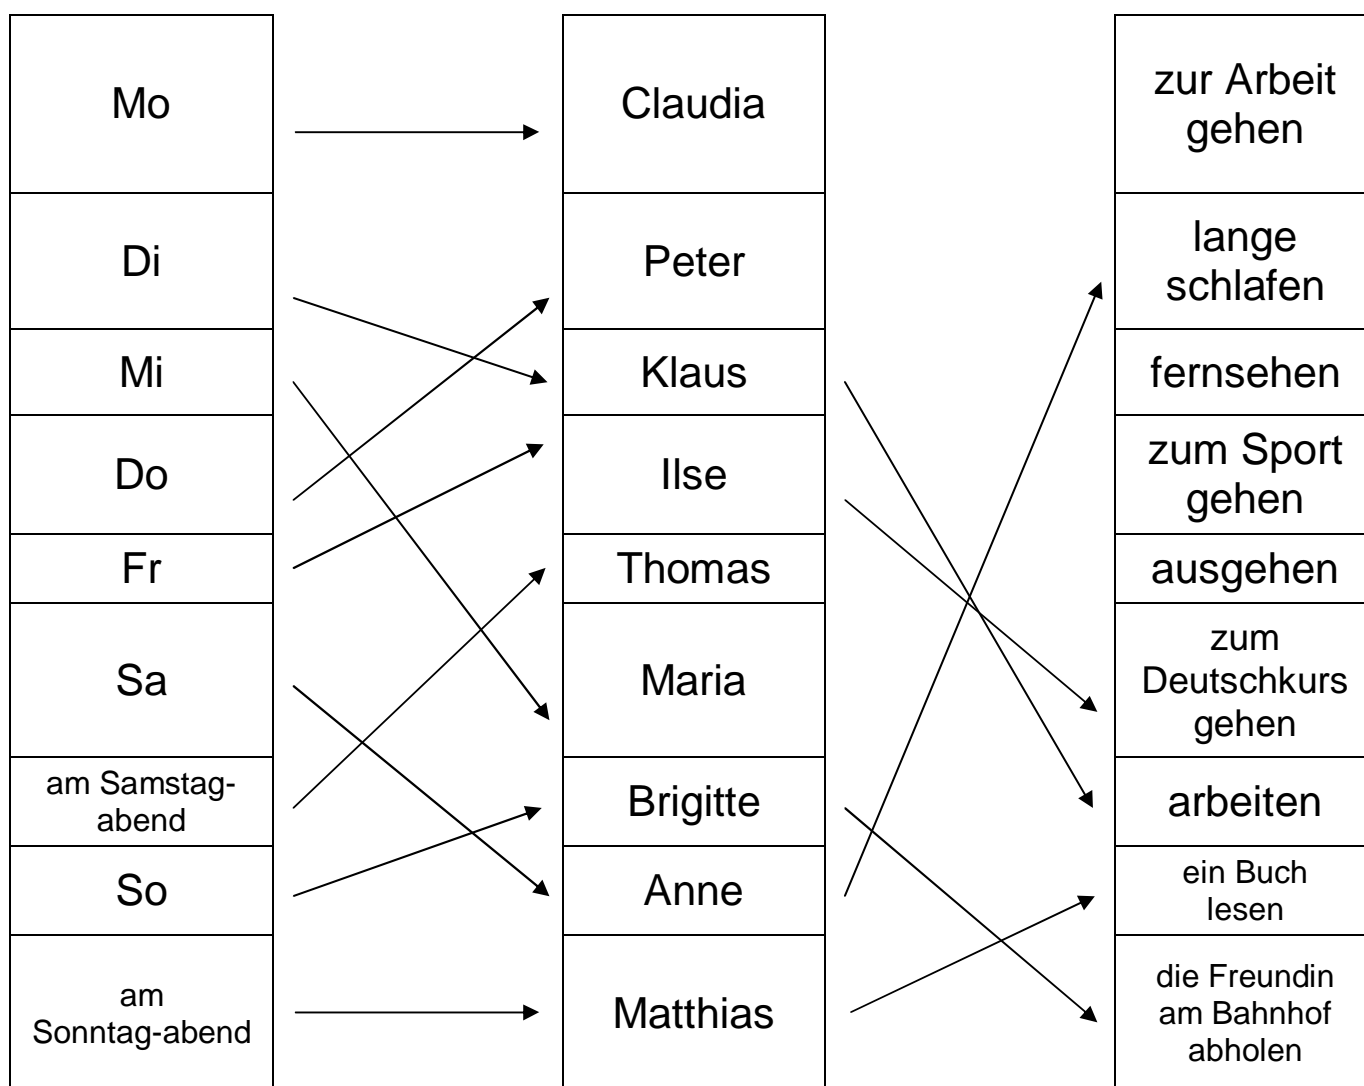 Mo
Claudia
zur Arbeit
gehen
Di
Peter
lange
schlafen
Mi
Klaus
fernsehen
Do
Ilse
zum Sport
gehen
Fr
Thomas
ausgehen
Sa
Maria
zum
Deutschkurs
gehen
am Samstag-
abend
Brigitte
arbeiten
So
Anne
ein Buch
lesen
am
Sonntag-abend
Matthias
die Freundin
am Bahnhof
abholen